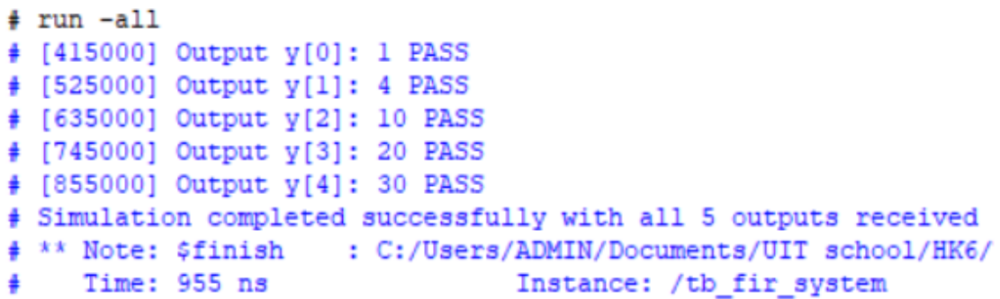 # run -all
# [415000] Output y[0]: 1 PASS
# [525000] Output y[1]: 4 PASS
# [635000] Output y[2]: 10 PASS
# [745000] Output y[3]: 20 PASS
# [855000] Output y[4]: 30 PASS
# Simulation completed successfully with all 5 outputs received
# ** Note: $finish    : C:/Users/ADMIN/Documents/UIT school/HK6/
#    Time: 955 ns                Instance: /tb_fir_system